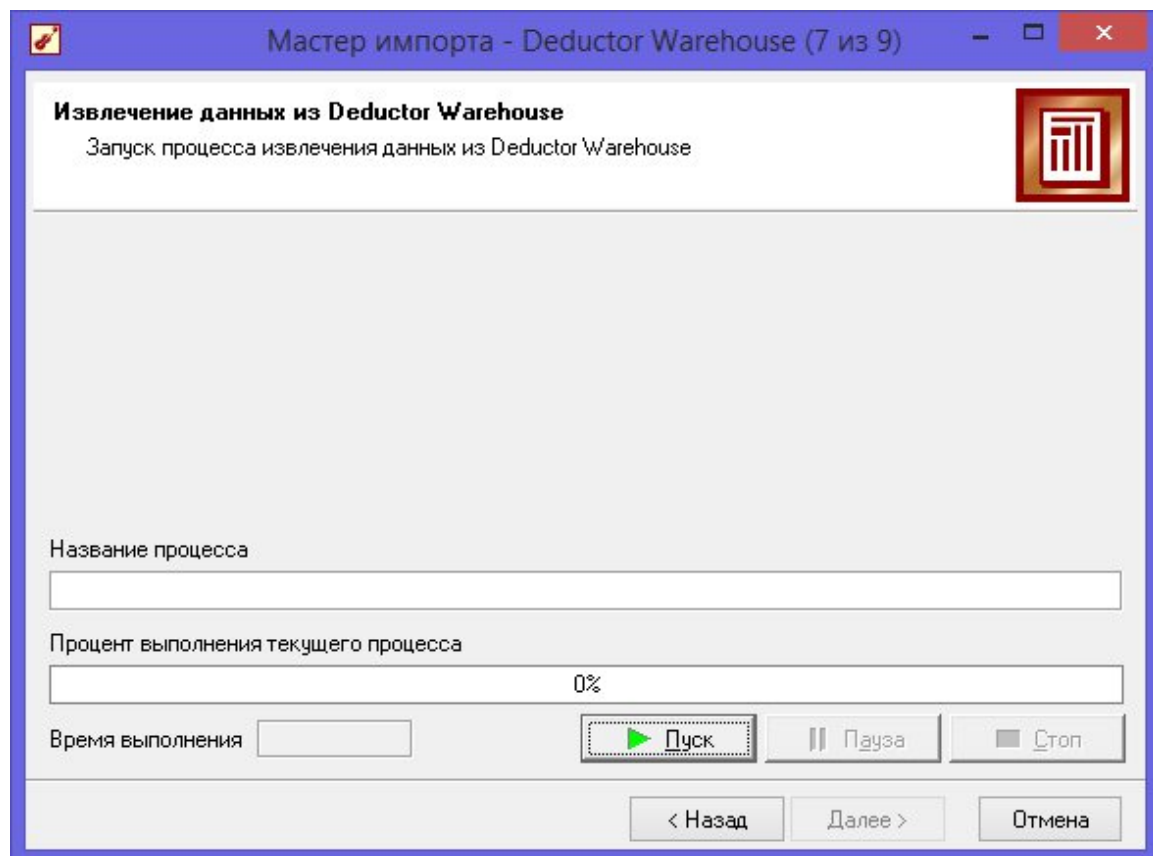 Мастер импорта - Deductor Warehouse (7 из 9)
Извлечение данных из Deductor Warehouse
Запуск процесса извлечения данных из Deductor Warehouse
Название процесса
Процент выполнения текущего процесса
0%
Время выполнения Пуск Пауза Стоп
< Назад Далее > Отмена